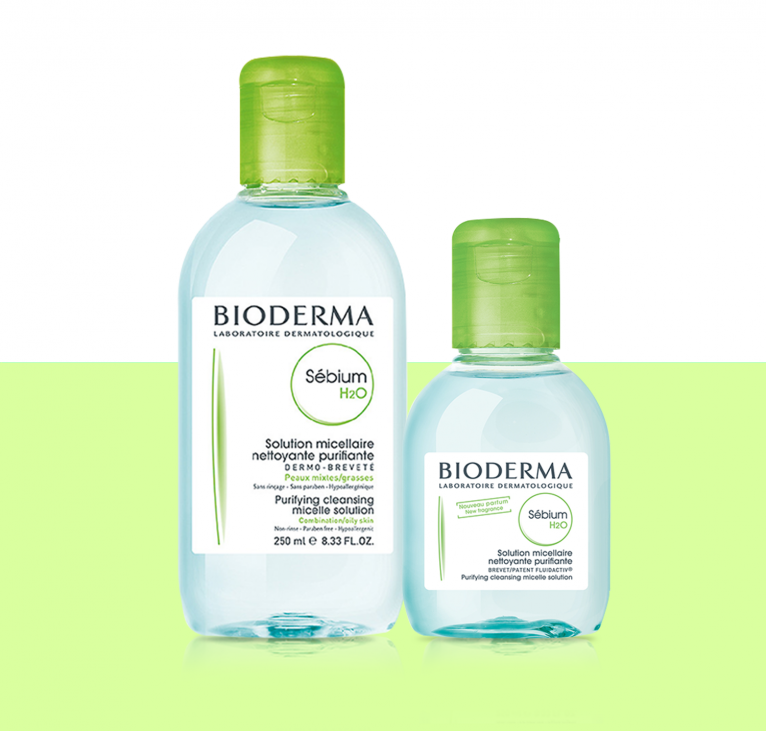 BIODERMA
LABORATOIRE DERMATOLOGIQUE
Sébium
H2O
Solution micellaire
nettoyante purifiante
DERMO-BREVETÉ
Peaux mixtes/grasses
Sans rinçage - Sans paraben - Hypoallergénique
Purifying cleansing
micelle solution
Combination/oily skin
Non-rinse - Paraben free - Hypoallergenic
250 ml ℮ 8.33 FL.OZ.
BIODERMA
LABORATOIRE DERMATOLOGIQUE
Nouveau parfum
New fragrance
Sébium
H2O
Solution micellaire
nettoyante purifiante
BREVET/PATENT FLUIDACTIV®
Purifying cleansing micelle solution